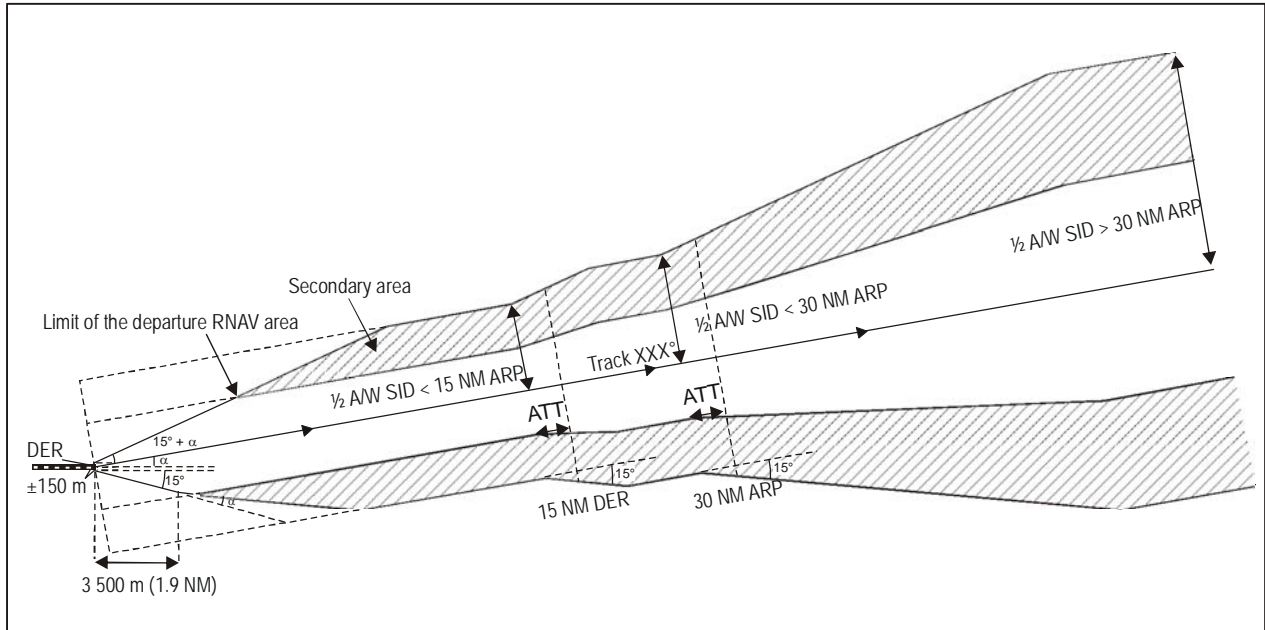 ½ A/W SID > 30 NM ARP
Secondary area
½ A/W SID < 30 NM ARP
Limit of the departure RNAV area
Track XXX°
½ A/W SID < 15 NM ARP
ATT
ATT
15° + α
DER
α
15°
±150 m
α
15°
15°
15 NM DER
30 NM ARP
3 500 m (1.9 NM)